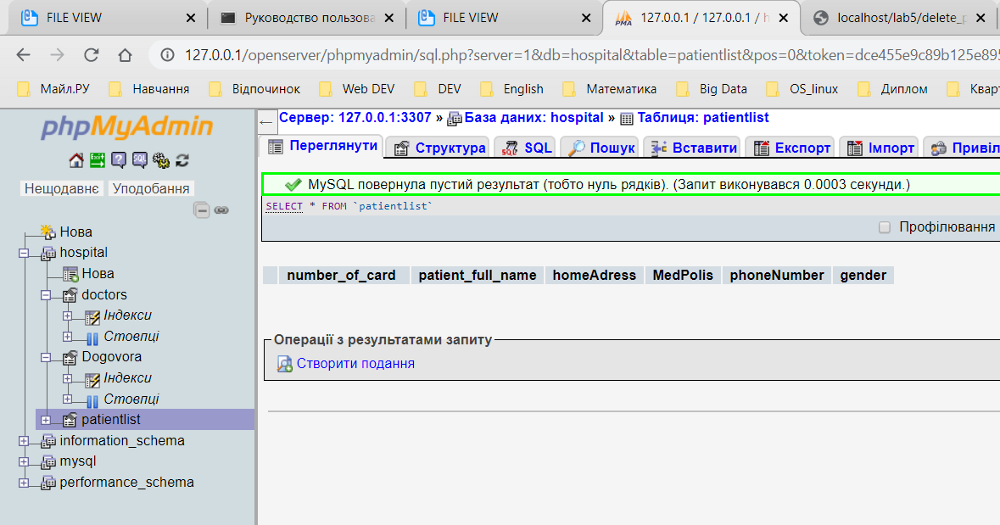 FILE VIEW
Руководство пользова
FILE VIEW
127.0.0.1 / 127.0.0.1 / h
localhost/lab5/delete_p
127.0.0.1/openserver/phpmyadmin/sql.php?server=1&db=hospital&table=patientlist&pos=0&token=dce455e9c89b125e895
Майл.РУ
Навчання
Відпочинок
Web DEV
DEV
English
Математика
Big Data
OS_linux
Диплом
Кварт
phpMyAdmin
Нещодавнє
Уподобання
Нова
hospital
Нова
doctors
Індекси
Стовпці
Dogovora
Індекси
Стовпці
patientlist
information_schema
mysql
performance_schema
Сервер: 127.0.0.1:3307 » База даних: hospital » Таблиця: patientlist
Переглянути
Структура
SQL
Пошук
Вставити
Експорт
Імпорт
Привіл
MySQL повернула пустий результат (тобто нуль рядків). (Запит виконувався 0.0003 секунди.)
SELECT * FROM `patientlist`
Профілювання
number_of_card patient_full_name homeAdress MedPolis phoneNumber gender
Операції з результатами запиту
Створити подання